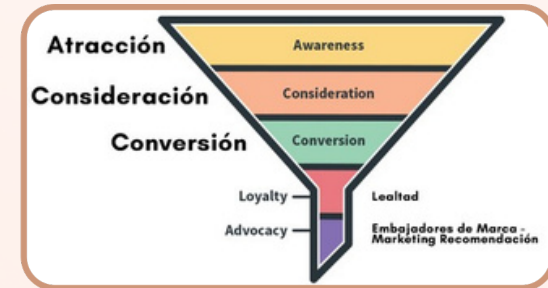 Atracción
Awareness
Consideración
Consideration
Conversión
Conversion
Loyalty
Lealtad
Advocacy
Embajadores de Marca -
Marketing Recomendación